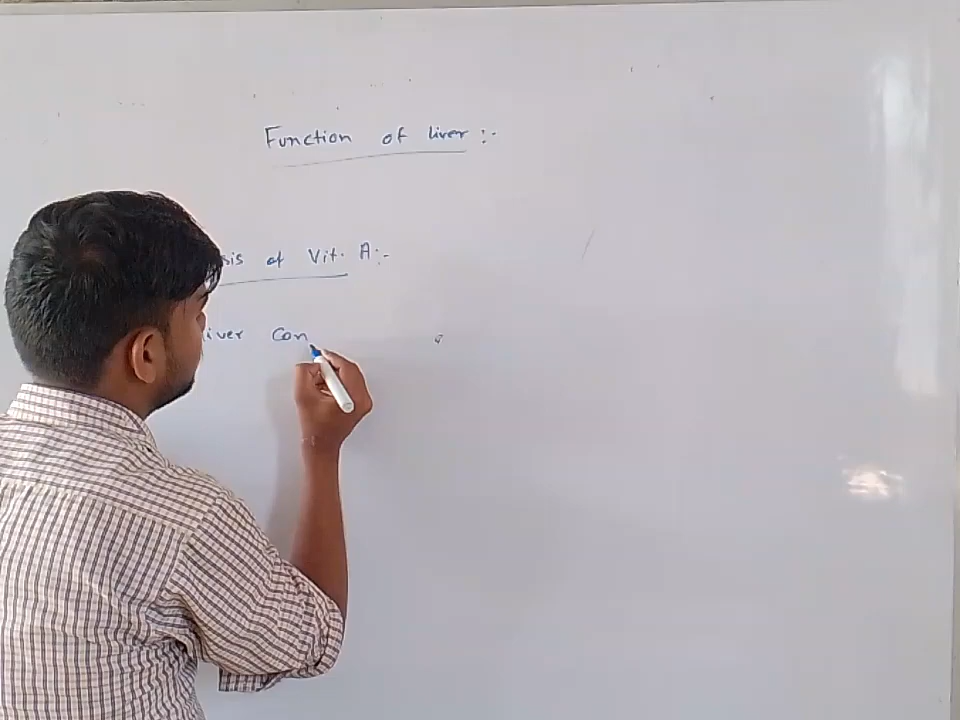 Function of liver :-
sis of Vit. A:-
iver Con